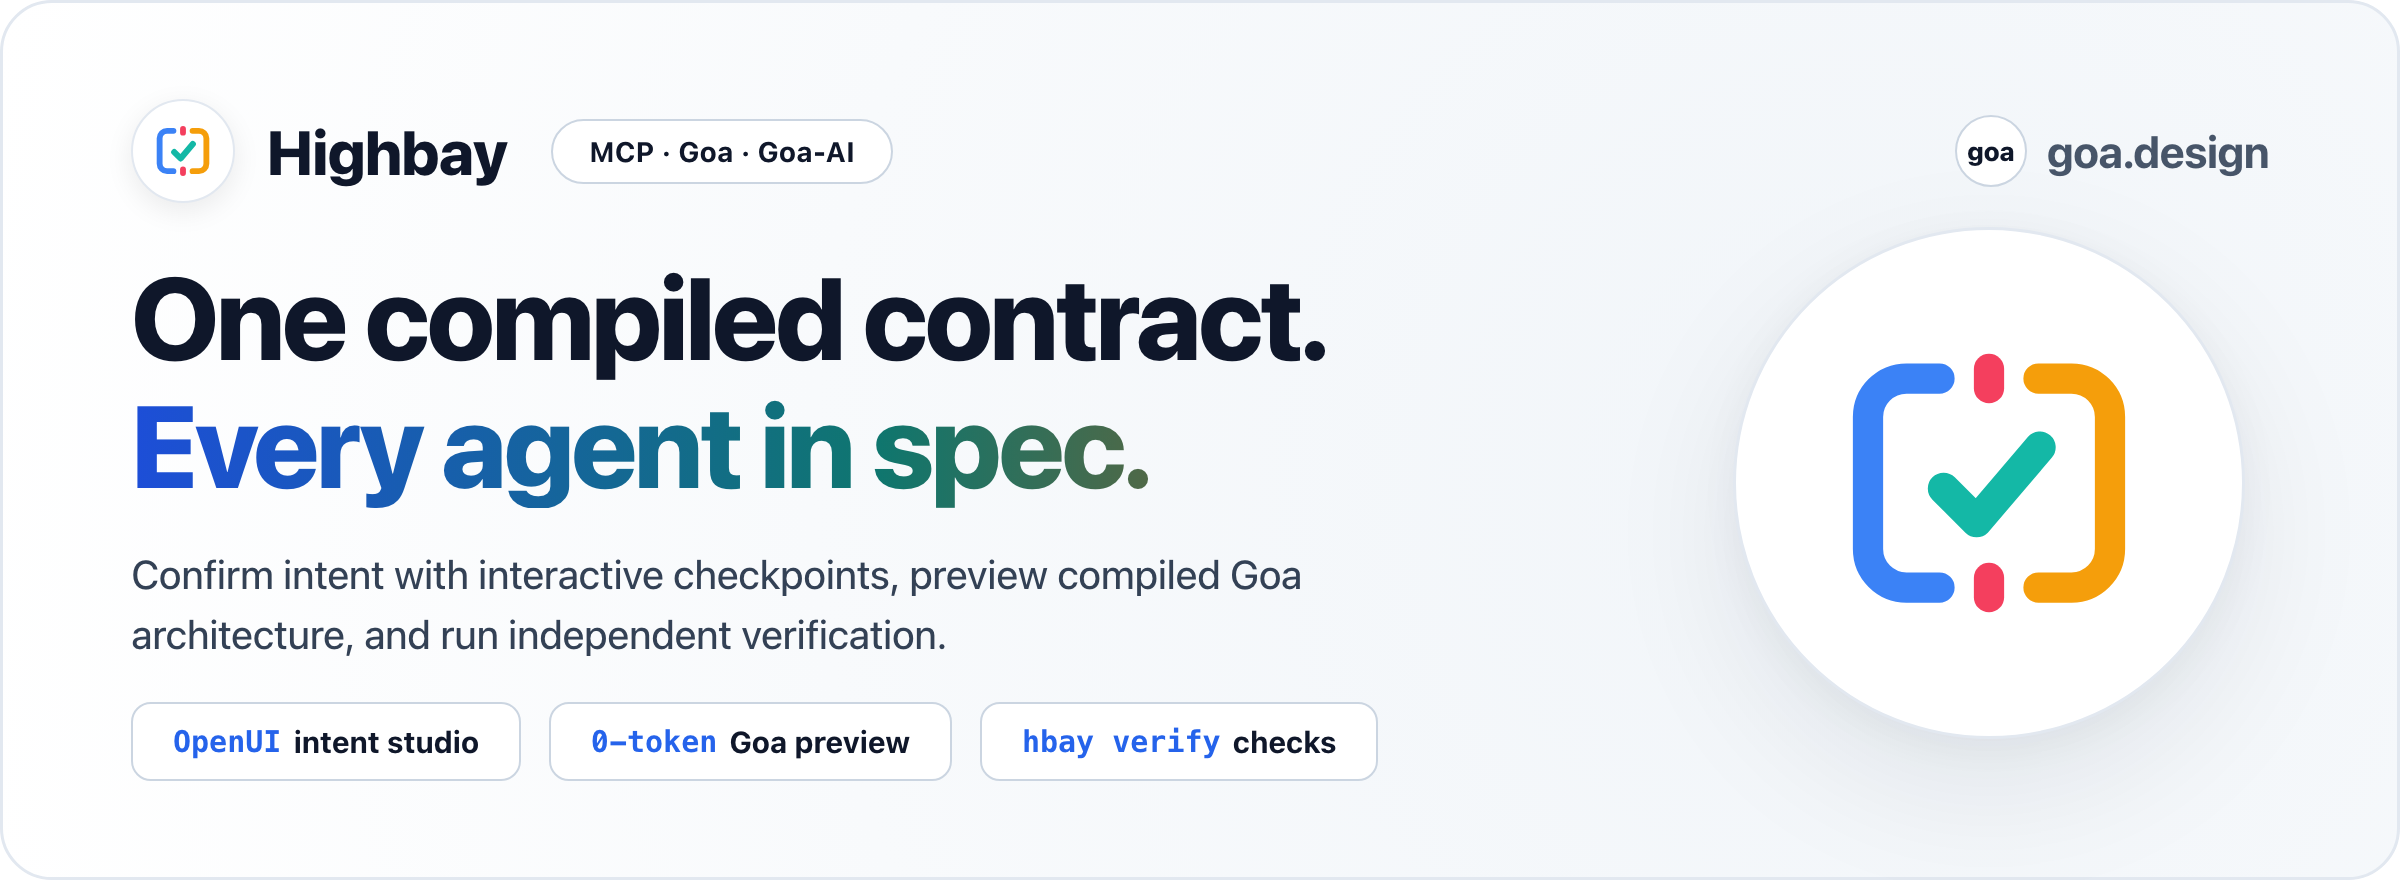 Highbay
MCP · Goa · Goa-AI
goa
goa.design
One compiled contract.
Every agent in spec.
Confirm intent with interactive checkpoints, preview compiled Goa
architecture, and run independent verification.
OpenUI intent studio
0-token Goa preview
hbay verify checks